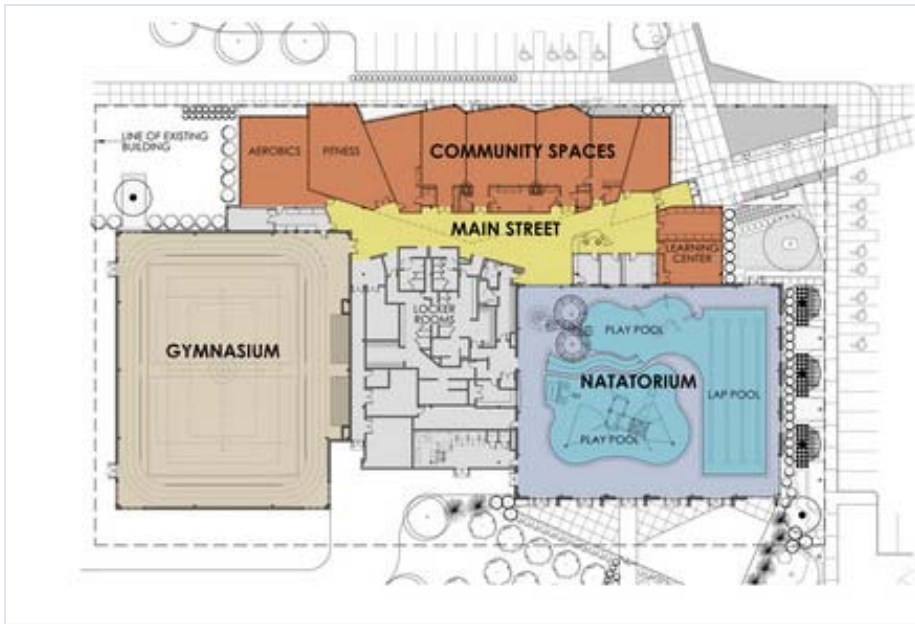 LINE OF EXISTING
BUILDING
AEROBICS
FITNESS
COMMUNITY SPACES
MAIN STREET
LEARNING
CENTER
LOCKER
ROOMS
GYMNASIUM
PLAY POOL
NATATORIUM
LAP POOL
PLAY POOL